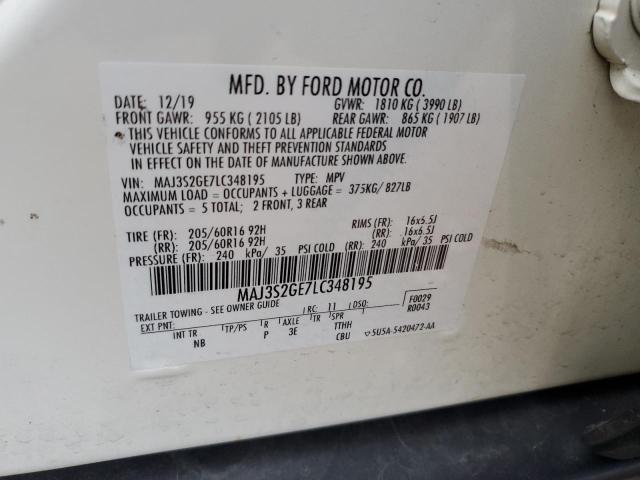 MFD. BY FORD MOTOR CO.
DATE: 12/19 GVWR: 1810 KG ( 3990 LB)
FRONT GAWR: 955 KG ( 2105 LB) REAR GAWR: 865 KG ( 1907 LB)
THIS VEHICLE CONFORMS TO ALL APPLICABLE FEDERAL MOTOR
VEHICLE SAFETY AND THEFT PREVENTION STANDARDS
IN EFFECT ON THE DATE OF MANUFACTURE SHOWN ABOVE.
VIN: MAJ3S2GE7LC348195 TYPE: MPV
MAXIMUM LOAD = OCCUPANTS + LUGGAGE = 375KG/ 827LB
OCCUPANTS = 5 TOTAL; 2 FRONT, 3 REAR
TIRE (FR): 205/60R16 92H RIMS (FR): 16x6.5J
(RR): 205/60R16 92H (RR): 16x6.5J
PRESSURE (FR): 240 kPa/ 35 PSI COLD (RR): 240 kPa/ 35 PSI COLD
MAJ3S2GE7LC348195
TRAILER TOWING - SEE OWNER GUIDE RC: 11 DSO: F0029
EXT PNT: R0043
INT TR TP/PS R AXLE TR SPR
NB P 3E TTHH
CBU 5U5A-5420472-AA